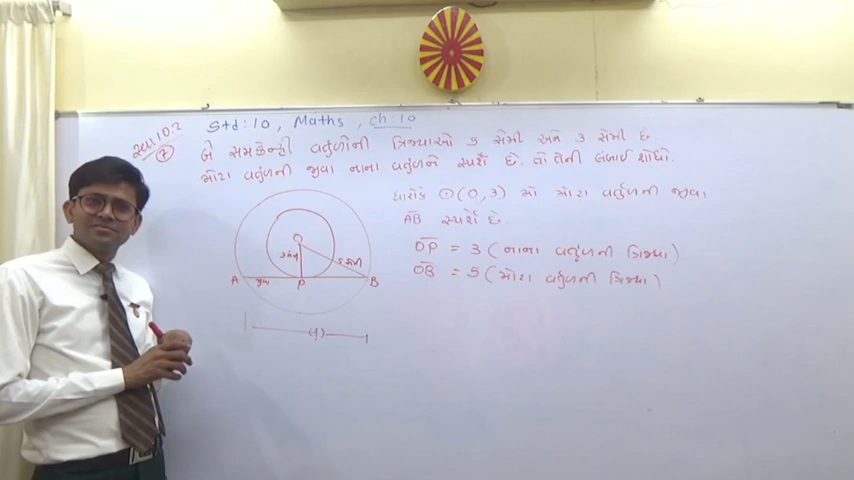 Std:10, Maths, ch:10
સ્વા 10.2
(7) બે સમકેન્દ્રી વર્તુળોની ત્રિજ્યાઓ 5 સેમી અને 3 સેમી છે.
મોટા વર્તુળની જીવા નાના વર્તુળને સ્પર્શે છે. તો તેની લંબાઈ શોધો.
ધારોકે ⊙(O,3) એ મોટા વર્તુળની જીવા
AB સ્પર્શે છે.
OP = 3 (નાના વર્તુળની ત્રિજ્યા)
OB = 5 (મોટા વર્તુળની ત્રિજ્યા)
O
3 સેમી
5 સેમી
A જીવા P B
(?)